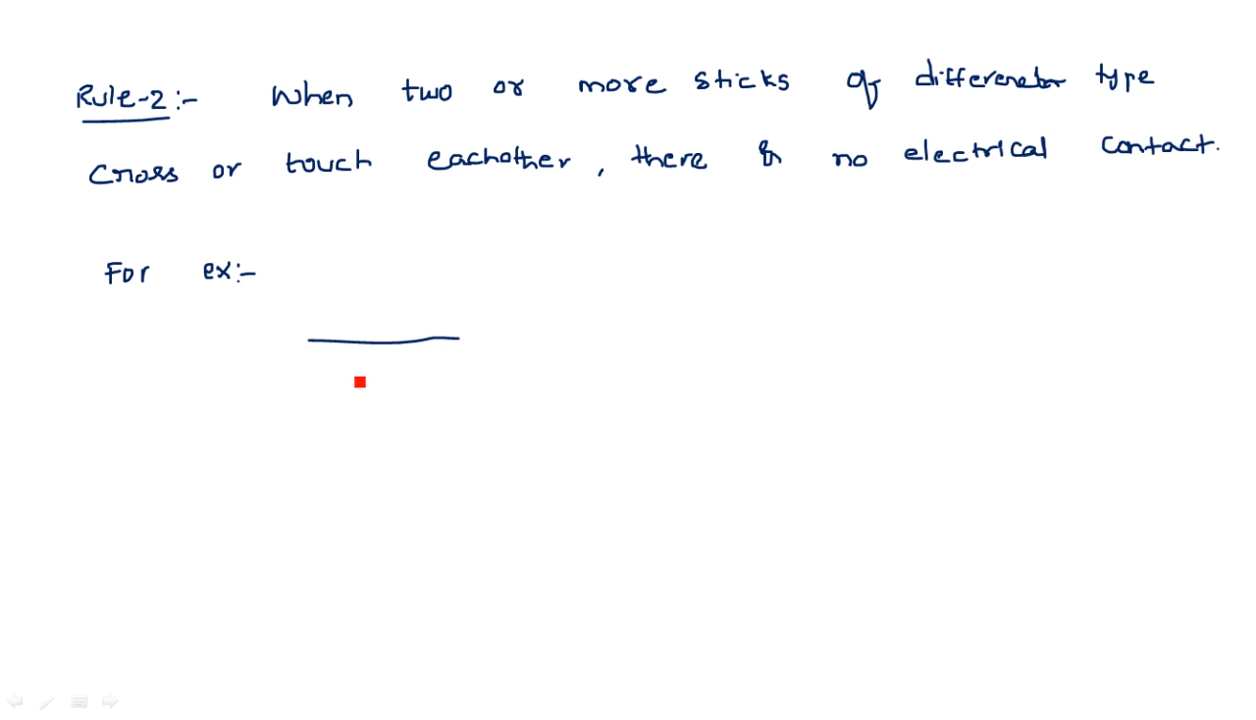 Rule-2:- When two or more sticks of different type
cross or touch eachother, there is no electrical contact.
For ex:-